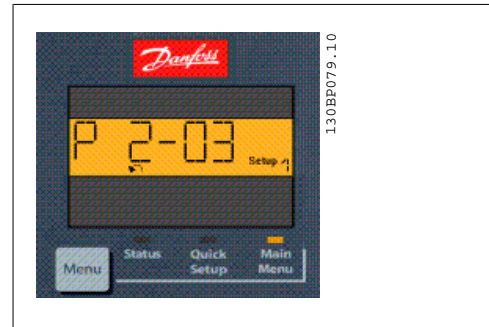 Danfoss
130BP079.10
P 2-03
Setup 1
Status
Quick Setup
Main Menu
Menu